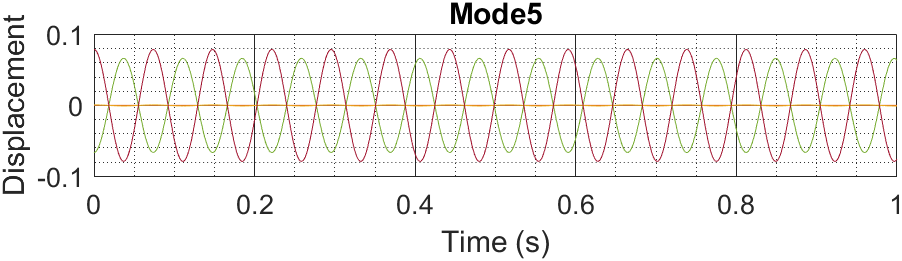 Mode5
Displacement
0.1
0
-0.1
0 0.2 0.4 0.6 0.8 1
Time (s)